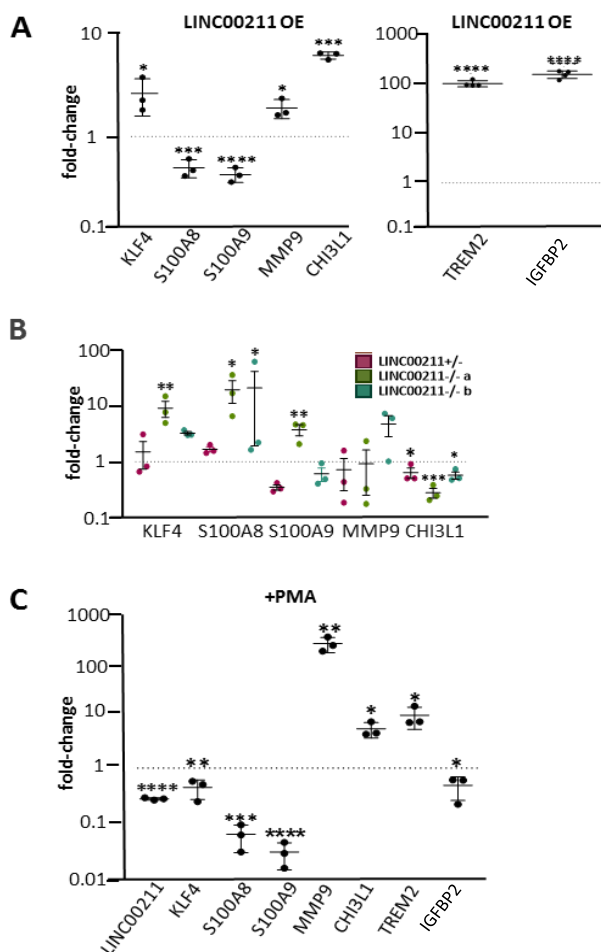 A
LINC00211 OE
LINC00211 OE
fold-change
10
1
0.1
*
***
****
*
***
KLF4
S100A8
S100A9
MMP9
CHI3L1
1000
100
10
1
0.1
****
****
TREM2
IGFBP2
B
fold-change
100
10
1
0.1
LINC00211+/-
LINC00211-/- a
LINC00211-/- b
**
*
*
**
*
***
*
KLF4 S100A8 S100A9 MMP9 CHI3L1
C
+PMA
fold-change
1000
100
10
1
0.1
0.01
****
**
***
****
**
*
*
*
LINC00211
KLF4
S100A8
S100A9
MMP9
CHI3L1
TREM2
IGFBP2